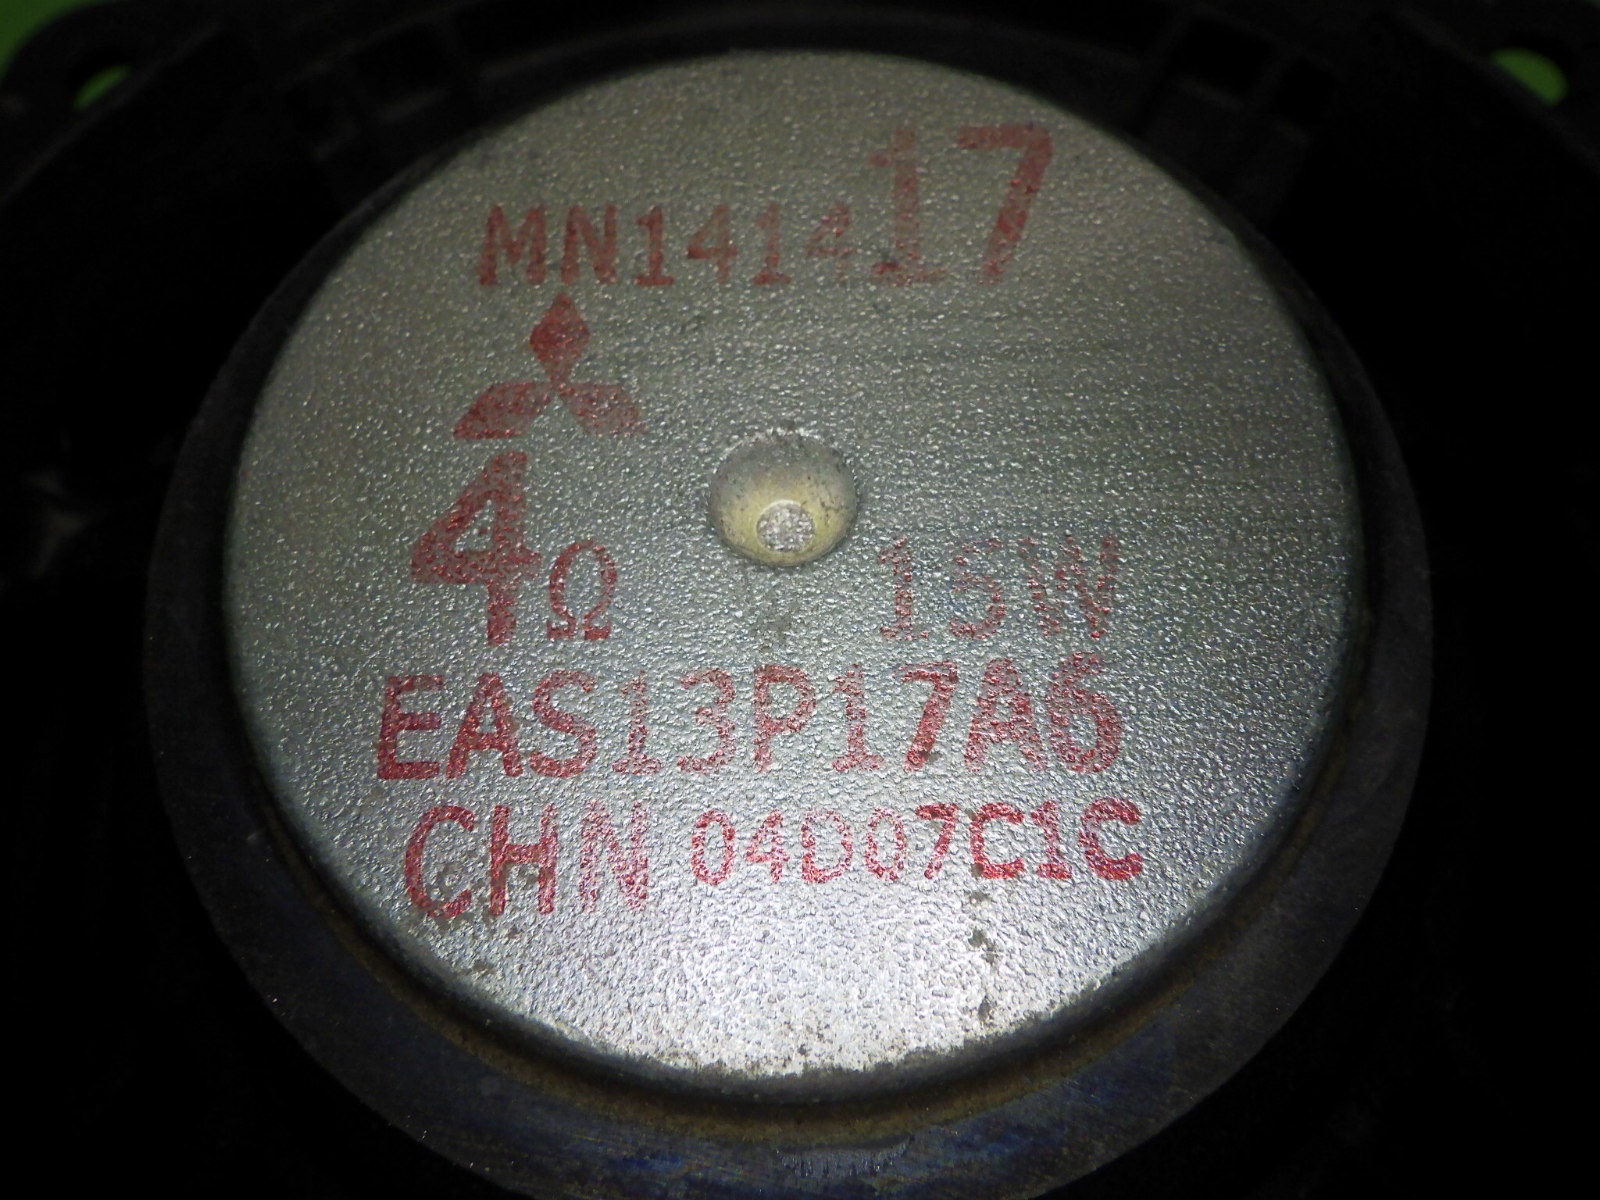 MN141417
4Ω 15W
EAS13P17A6
CHN 04D07C1C